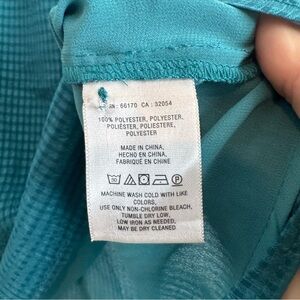 RN: 66170 CA: 32054
100% POLYESTER, POLYESTER,
POLIÉSTER, POLIESTERE,
POLYESTER
MADE IN CHINA,
HECHO EN CHINA,
FABRIQUÉ EN CHINE
MACHINE WASH COLD WITH LIKE
COLORS,
USE ONLY NON-CHLORINE BLEACH,
TUMBLE DRY LOW,
LOW IRON AS NEEDED,
MAY BE DRY CLEANED.